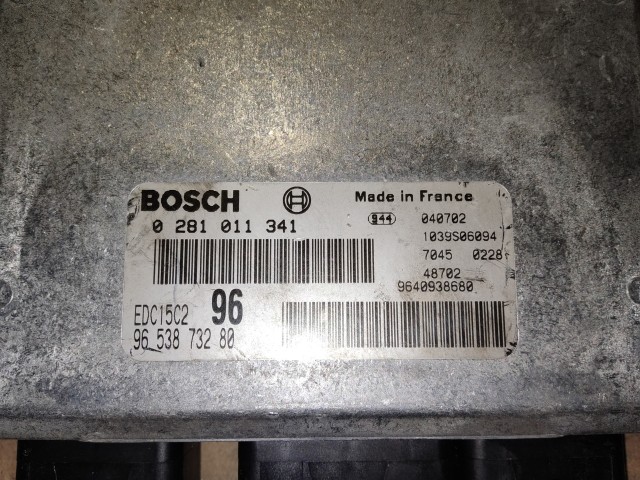 BOSCH Made in France
0 281 011 341 944 040702
1039S06094
7045 0228
48702
9640938680
EDC15C2 96
96 538 732 80